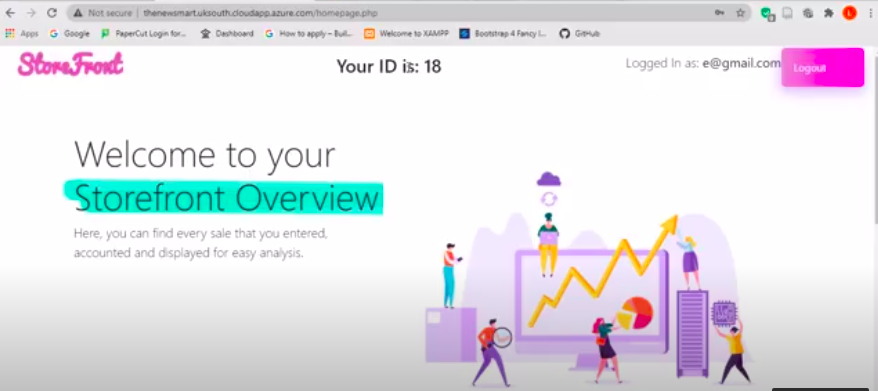 Not secure | thenewsmart.uksouth.cloudapp.azure.com/homepage.php
Apps Google PaperCut Login for... Dashboard How to apply – Buil... Welcome to XAMPP Bootstrap 4 Fancy I... GitHub
StoreFront Your ID is: 18 Logged In as: e@gmail.com Logout
Welcome to your
Storefront Overview
Here, you can find every sale that you entered,
accounted and displayed for easy analysis.